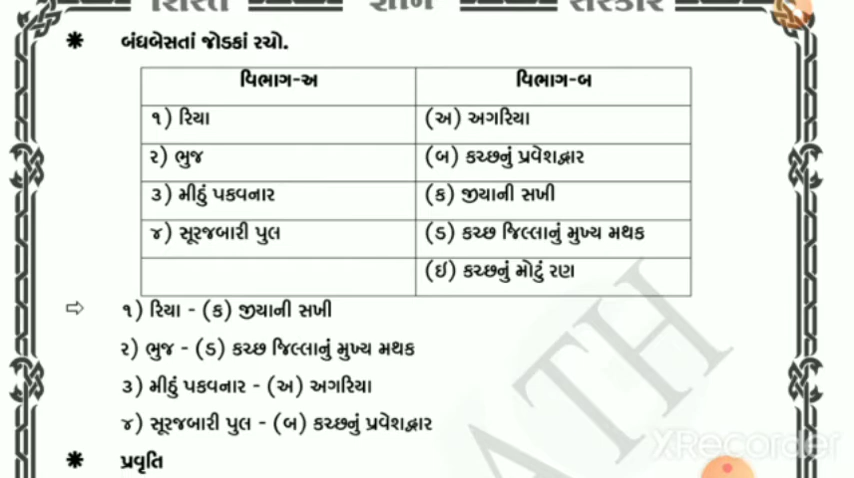 શિસ્ત જ્ઞાન સંસ્કાર
* બંધબેસતાં જોડકાં રચો.
વિભાગ-અ વિભાગ-બ
૧) રિયા (અ) અગરિયા
૨) ભુજ (બ) કચ્છનું પ્રવેશદ્વાર
૩) મીઠું પકવનાર (ક) જીયાની સખી
૪) સૂરજબારી પુલ (ડ) કચ્છ જિલ્લાનું મુખ્ય મથક
(ઈ) કચ્છનું મોટું રણ
⇨ ૧) રિયા - (ક) જીયાની સખી
૨) ભુજ - (ડ) કચ્છ જિલ્લાનું મુખ્ય મથક
૩) મીઠું પકવનાર - (અ) અગરિયા
૪) સૂરજબારી પુલ - (બ) કચ્છનું પ્રવેશદ્વાર
* પ્રવૃતિ
ATH
XRecorder